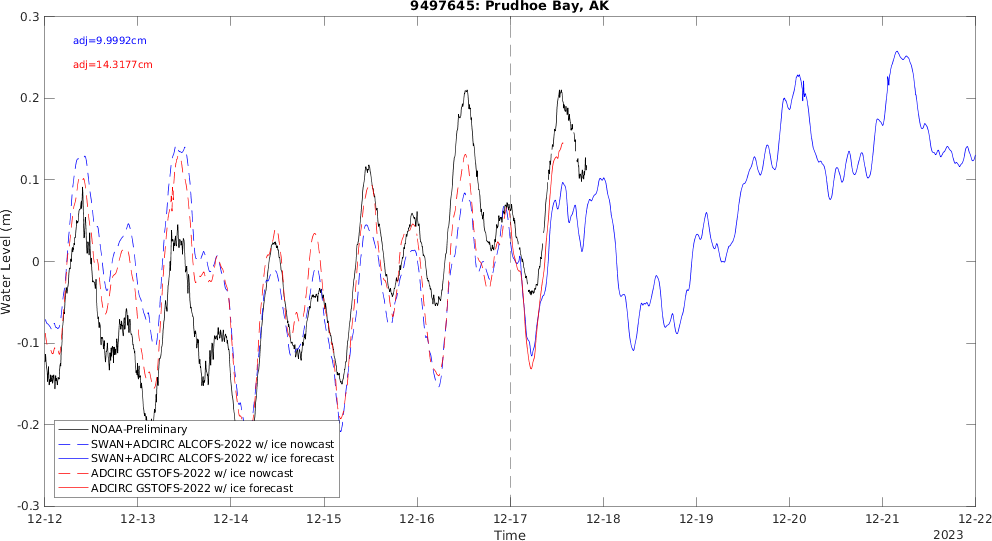 9497645: Prudhoe Bay, AK
adj=9.9992cm
adj=14.3177cm
Water Level (m)
0.3
0.2
0.1
0
-0.1
-0.2
-0.3
NOAA-Preliminary
SWAN+ADCIRC ALCOFS-2022 w/ ice nowcast
SWAN+ADCIRC ALCOFS-2022 w/ ice forecast
ADCIRC GSTOFS-2022 w/ ice nowcast
ADCIRC GSTOFS-2022 w/ ice forecast
12-12 12-13 12-14 12-15 12-16 12-17 12-18 12-19 12-20 12-21 12-22
Time
2023